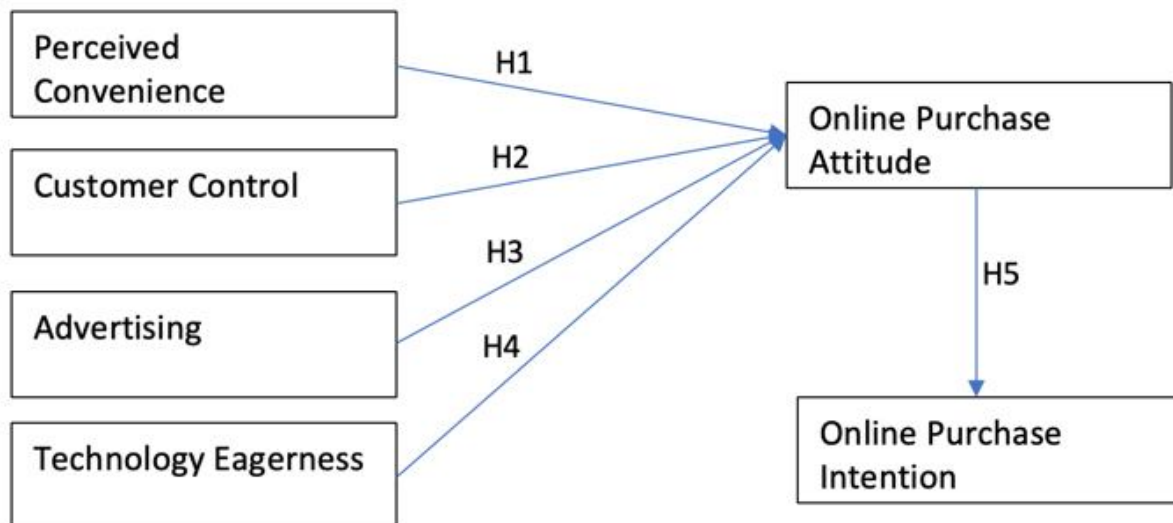 Perceived
Convenience
H1
Customer Control
H2
Advertising
H3
Technology Eagerness
H4
Online Purchase
Attitude
H5
Online Purchase
Intention